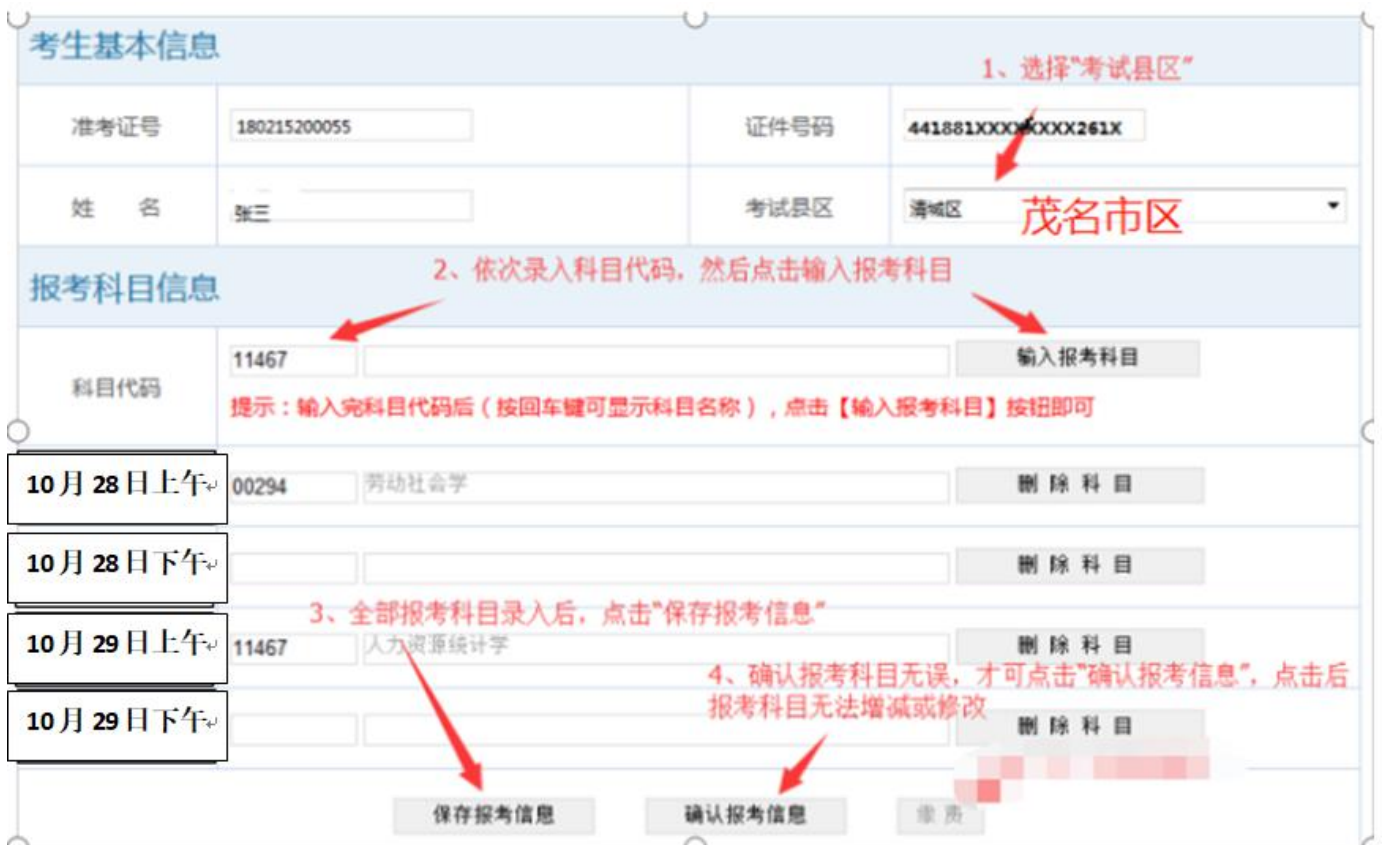 考生基本信息
1、选择"考试县区"
准考证号 180215200055 证件号码 441881XXXXXXXX261X
姓 名 张三 考试县区 清城区 茂名市区
报考科目信息
2、依次录入科目代码，然后点击输入报考科目
科目代码 11467 输入报考科目
提示：输入完科目代码后（按回车键可显示科目名称），点击【输入报考科目】按钮即可
10月28日上午 00294 劳动社会学 删 除 科 目
10月28日下午 删 除 科 目
3、全部报考科目录入后，点击"保存报考信息"
10月29日上午 11467 人力资源统计学 删 除 科 目
4、确认报考科目无误，才可点击"确认报考信息"，点击后
报考科目无法增减或修改
10月29日下午 删 除 科 目
保存报考信息 确认报考信息 缴 费